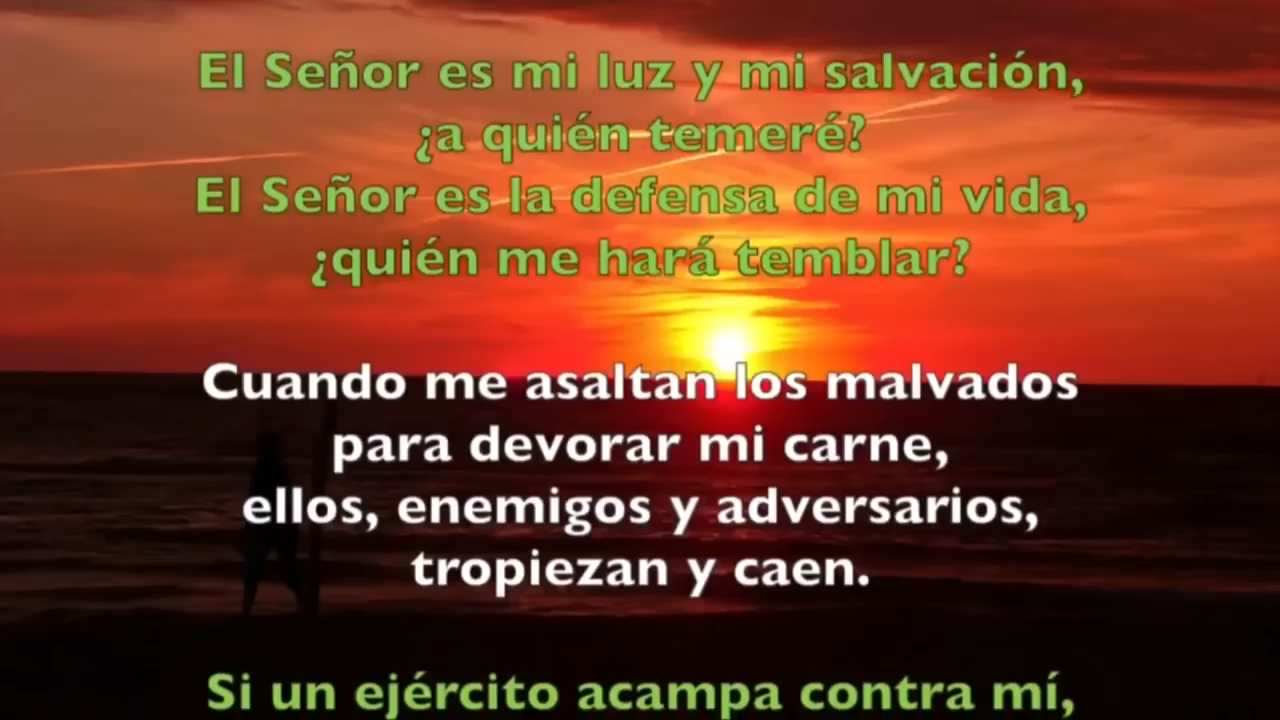 El Señor es mi luz y mi salvación,
¿a quién temeré?
El Señor es la defensa de mi vida,
¿quién me hará temblar?
Cuando me asaltan los malvados
para devorar mi carne,
ellos, enemigos y adversarios,
tropiezan y caen.
Si un ejército acampa contra mí,